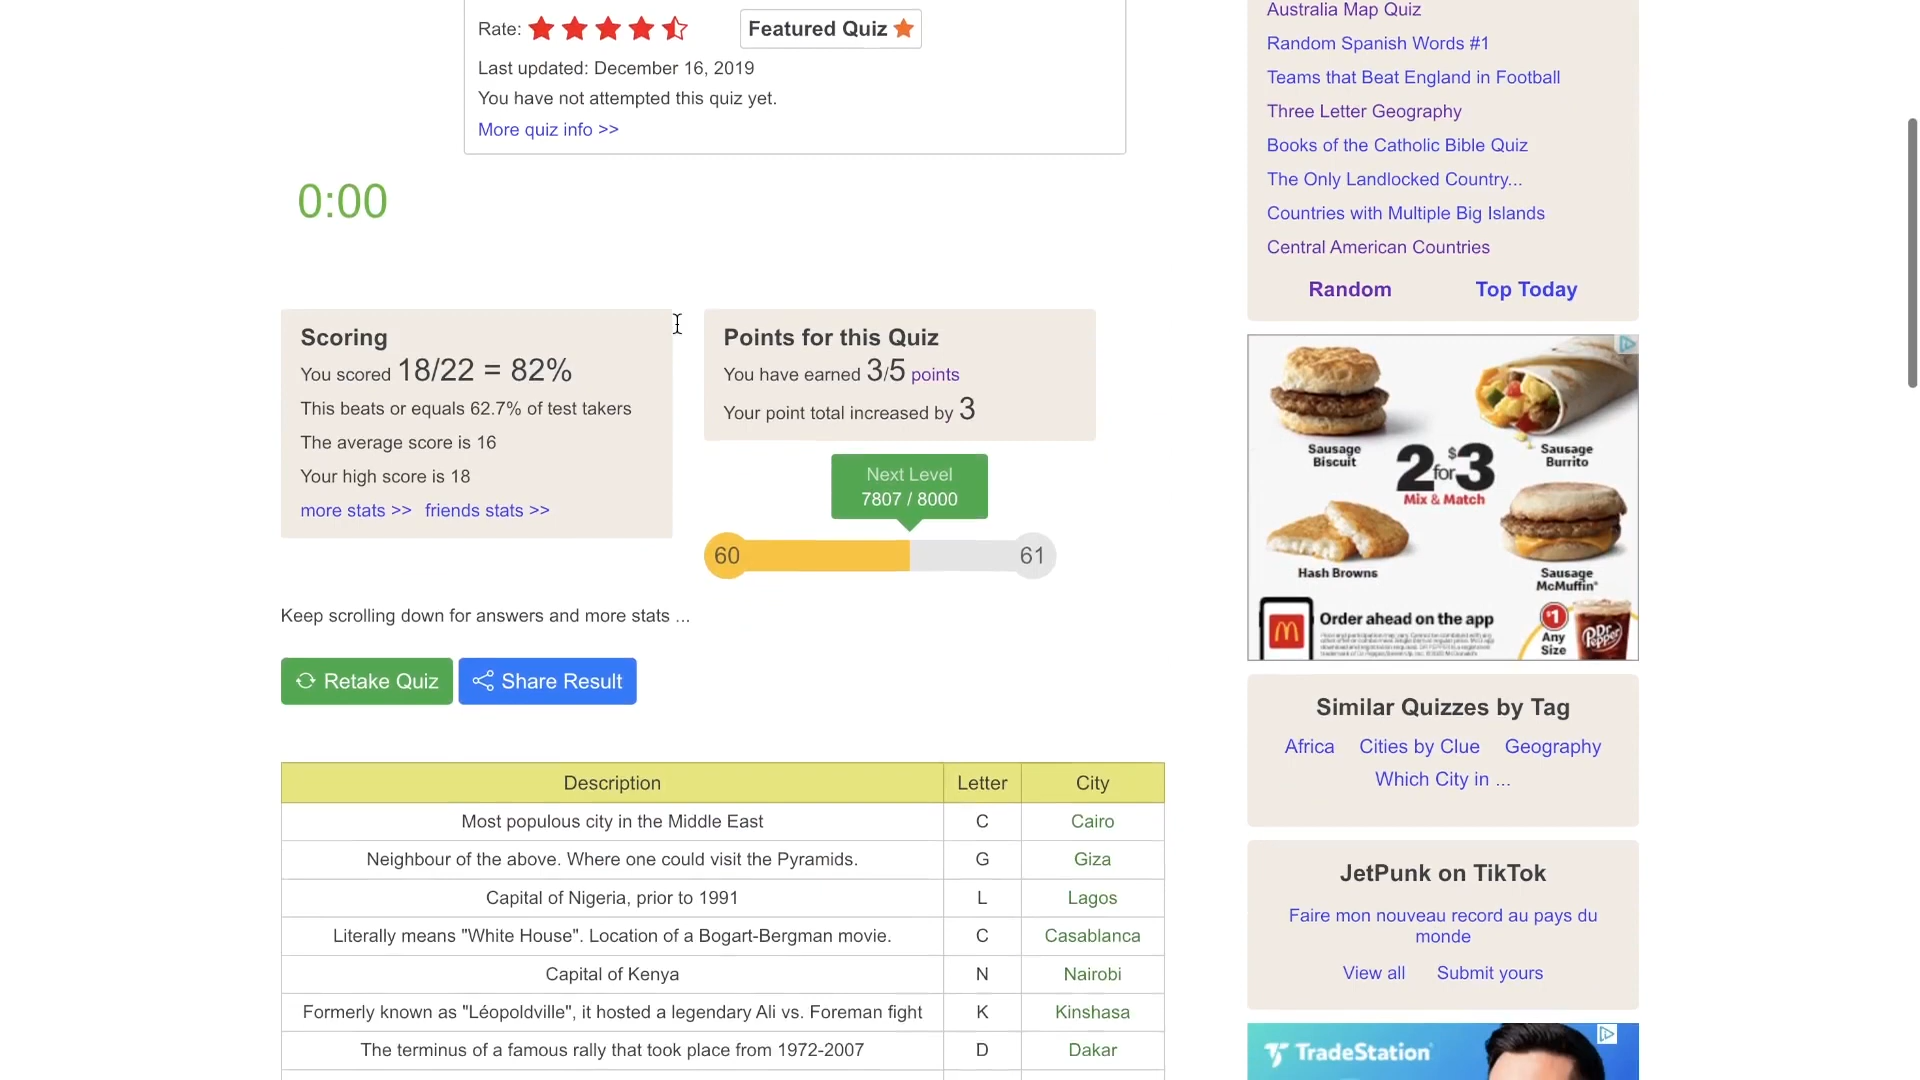 Rate:
Featured Quiz
Last updated: December 16, 2019
You have not attempted this quiz yet.
More quiz info >>
0:00
Scoring
You scored 18/22 = 82%
This beats or equals 62.7% of test takers
The average score is 16
Your high score is 18
more stats >> friends stats >>
Points for this Quiz
You have earned 3/5 points
Your point total increased by 3
Next Level
7807 / 8000
60
61
Keep scrolling down for answers and more stats ...
Retake Quiz
Share Result
Description Letter City
Most populous city in the Middle East C Cairo
Neighbour of the above. Where one could visit the Pyramids. G Giza
Capital of Nigeria, prior to 1991 L Lagos
Literally means "White House". Location of a Bogart-Bergman movie. C Casablanca
Capital of Kenya N Nairobi
Formerly known as "Léopoldville", it hosted a legendary Ali vs. Foreman fight K Kinshasa
The terminus of a famous rally that took place from 1972-2007 D Dakar
Australia Map Quiz
Random Spanish Words #1
Teams that Beat England in Football
Three Letter Geography
Books of the Catholic Bible Quiz
The Only Landlocked Country...
Countries with Multiple Big Islands
Central American Countries
Random Top Today
Sausage
Biscuit
Sausage
Burrito
2 for $3
Mix & Match
Hash Browns
Sausage
McMuffin®
Order ahead on the app
$1
Any
Size
Dr Pepper
Similar Quizzes by Tag
Africa Cities by Clue Geography
Which City in ...
JetPunk on TikTok
Faire mon nouveau record au pays du
monde
View all Submit yours
TradeStation